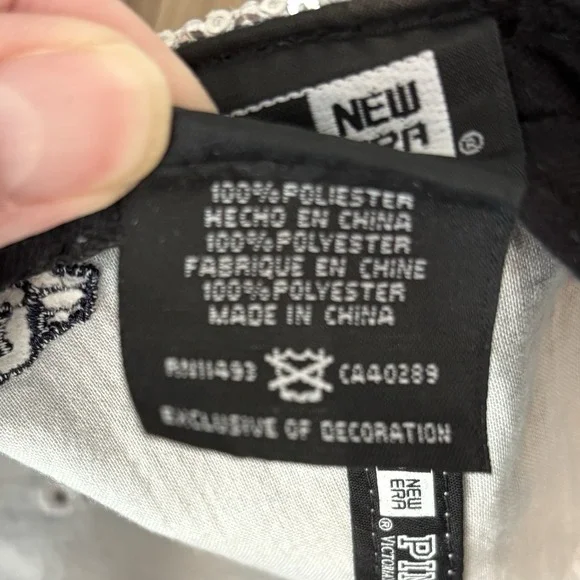 NEW
ERA
®
100% POLIESTER
HECHO EN CHINA
100% POLYESTER
FABRIQUE EN CHINE
100% POLYESTER
MADE IN CHINA
RN11493 CA40289
EXCLUSIVE OF DECORATION
NEW
ERA
®